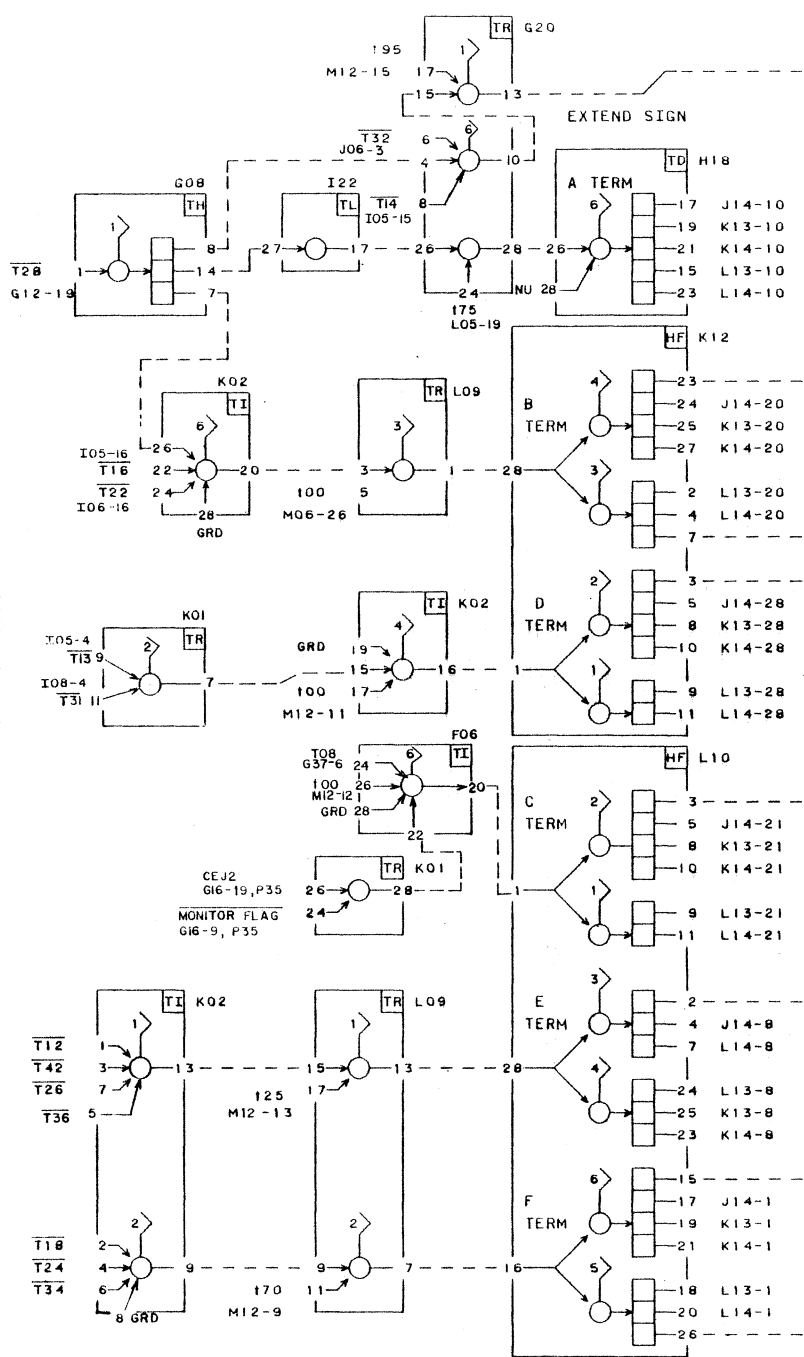 TR G20
t95 1
M12-15 17
15 13
EXTEND SIGN
T32 6 6
J06-3 4 10
T14 8
I05-15
TD H18
A TERM
6
17 J14-10
19 K13-10
26 21 K14-10
15 L13-10
NU 28 23 L14-10
G08
TH
1
8
T28 1 14
G12-19 7
I22
TL
27 17
26 28
24
t75
L05-19
HF K12
4 23
B 24 J14-20
TERM 25 K13-20
27 K14-20
28 3
2 L13-20
4 L14-20
7
K02
TI
6
I05-16 26
T16 22 20
T22 24
I06-16
28
GRD
TR L09
3
3 1
t00 5
M06-26
2 3
D 5 J14-28
TERM 8 K13-28
10 K14-28
1 1
9 L13-28
11 L14-28
K01
TR
I05-4 2
T13 9 7
I08-4
T31 11
TI K02
4
GRD 19
15 16
t00 17
M12-11
F06
TI
T08 6
G37-6 24
t00 26 20
M12-12
GRD 28
22
TR K01
CEJ2 26 28
G16-19,P35
MONITOR FLAG 24
G16-9, P35
HF L10
C 2 3
TERM 5 J14-21
8 K13-21
10 K14-21
1 1
9 L13-21
11 L14-21
E 3 2
TERM 4 J14-8
7 L14-8
28 4
24 L13-8
25 K13-8
23 K14-8
TI K02
1
T12 1
T42 3 13
T26 7
T36 5
TR L09
1
15 13
t25 17
M12-13
F 6 15
TERM 17 J14-1
19 K13-1
21 K14-1
16 5
18 L13-1
20 L14-1
26
2
T18 2
T24 4 9
T34 6
8 GRD
2
9 7
t70 11
M12-9